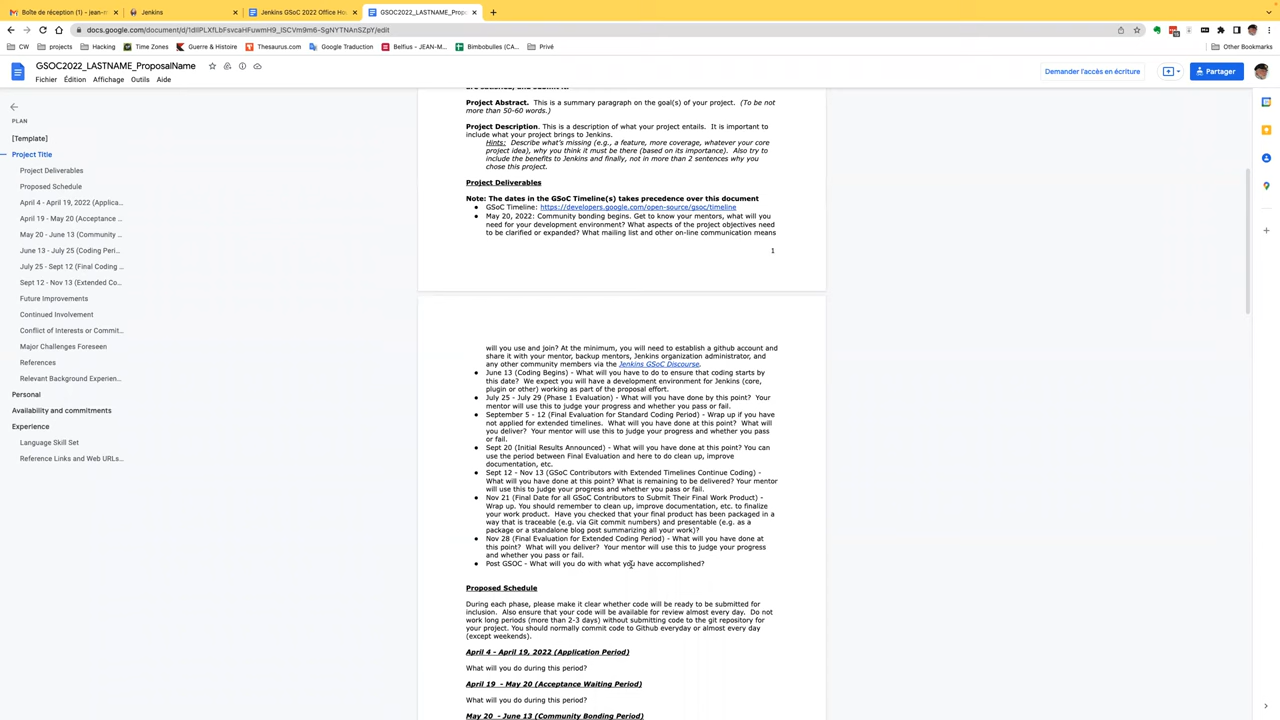 Boîte de réception (1) – jean-m
Jenkins
Jenkins GSoC 2022 Office Ho
GSOC2022_LASTNAME_Propo
docs.google.com/document/d/
/edit
CW
projects
Hacking
Time Zones
Guerre & Histoire
Thesaurus.com
Google Traduction
Belfius - JEAN-M...
Bimbobulles (CA...
Privé
Other Bookmarks
GSOC2022_LASTNAME_ProposalName
Fichier Édition Affichage Outils Aide
Demander l'accès en écriture
Partager
PLAN
[Template]
Project Title
Project Deliverables
Proposed Schedule
April 4 - April 19, 2022 (Applica...
April 19 - May 20 (Acceptance ...
May 20 - June 13 (Community ...
June 13 - July 25 (Coding Peri...
July 25 - Sept 12 (Final Coding ...
Sept 12 - Nov 13 (Extended Co...
Future Improvements
Continued Involvement
Conflict of Interests or Commit...
Major Challenges Foreseen
References
Relevant Background Experien...
Personal
Availability and commitments
Experience
Language Skill Set
Reference Links and Web URLs...
Project Abstract. This is a summary paragraph on the goal(s) of your project. (To be not
more than 50-60 words.)
Project Description. This is a description of what your project entails. It is important to
include what your project brings to Jenkins.
Hints: Describe what's missing (e.g., a feature, more coverage, whatever your core
project idea), why you think it must be there (based on its importance). Also try to
include the benefits to Jenkins and finally, not in more than 2 sentences why you
chose this project.
Project Deliverables
Note: The dates in the GSoC Timeline(s) takes precedence over this document
● GSoC Timeline: https://developers.google.com/open-source/gsoc/timeline
● May 20, 2022: Community bonding begins. Get to know your mentors, what will you
need for your development environment? What aspects of the project objectives need
to be clarified or expanded? What mailing list and other on-line communication means
1
will you use and join? At the minimum, you will need to establish a github account and
share it with your mentor, backup mentors, Jenkins organization administrator, and
any other community members via the Jenkins GSoC Discourse.
● June 13 (Coding Begins) - What will you have to do to ensure that coding starts by
this date? We expect you will have a development environment for Jenkins (core,
plugin or other) working as part of the proposal effort.
● July 25 - July 29 (Phase 1 Evaluation) - What will you have done by this point? Your
mentor will use this to judge your progress and whether you pass or fail.
● September 5 - 12 (Final Evaluation for Standard Coding Period) - Wrap up if you have
not applied for extended timelines. What will you have done at this point? What will
you deliver? Your mentor will use this to judge your progress and whether you pass
or fail.
● Sept 20 (Initial Results Announced) - What will you have done at this point? You can
use the period between Final Evaluation and here to do clean up, improve
documentation, etc.
● Sept 12 - Nov 13 (GSoC Contributors with Extended Timelines Continue Coding) -
What will you have done at this point? What is remaining to be delivered? Your mentor
will use this to judge your progress and whether you pass or fail.
● Nov 21 (Final Date for all GSoC Contributors to Submit Their Final Work Product) -
Wrap up. You should remember to clean up, improve documentation, etc. to finalize
your work product. Have you checked that your final product has been packaged in a
way that is traceable (e.g. via Git commit numbers) and presentable (e.g. as a
package or a standalone blog post summarizing all your work)?
● Nov 28 (Final Evaluation for Extended Coding Period) - What will you have done at
this point? What will you deliver? Your mentor will use this to judge your progress
and whether you pass or fail.
● Post GSOC - What will you do with what you have accomplished?
Proposed Schedule
During each phase, please make it clear whether code will be ready to be submitted for
inclusion. Also ensure that your code will be available for review almost every day. Do not
work long periods (more than 2-3 days) without submitting code to the git repository for
your project. You should normally commit code to Github everyday or almost every day
(except weekends).
April 4 - April 19, 2022 (Application Period)
What will you do during this period?
April 19 - May 20 (Acceptance Waiting Period)
What will you do during this period?
May 20 - June 13 (Community Bonding Period)